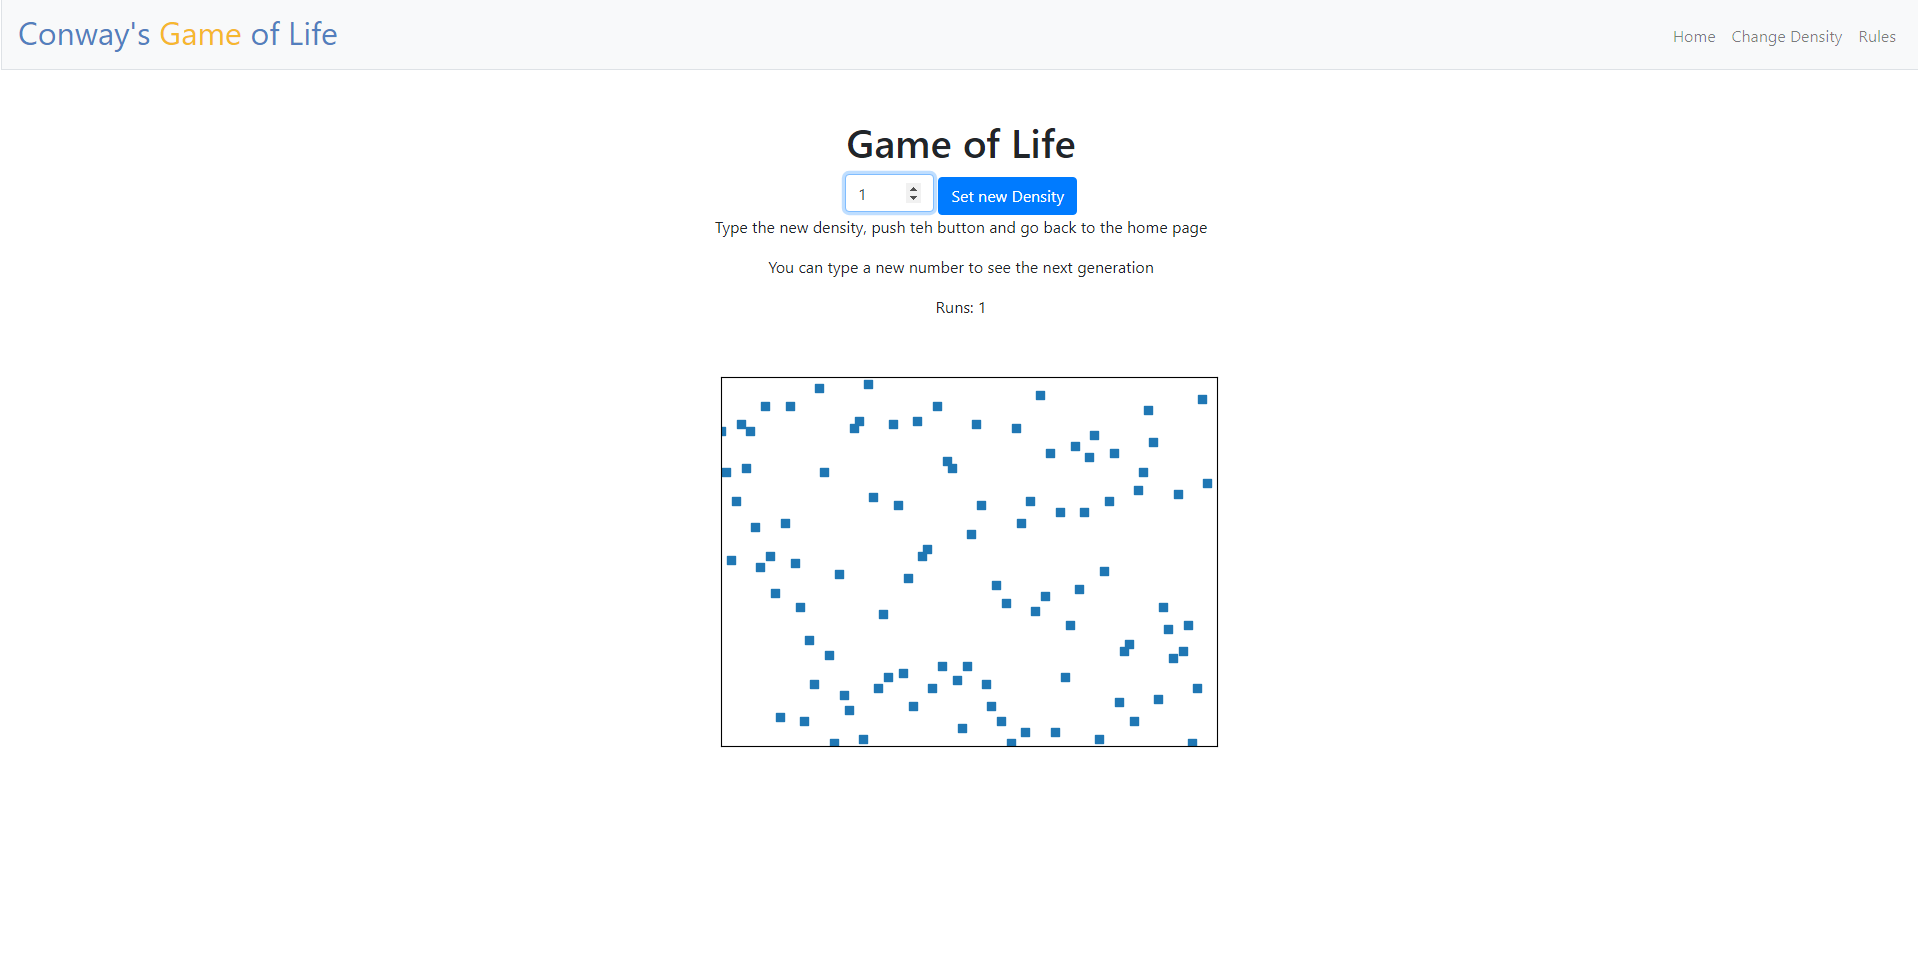 Conway's Game of Life
Home Change Density Rules
Game of Life
1 Set new Density
Type the new density, push teh button and go back to the home page
You can type a new number to see the next generation
Runs: 1